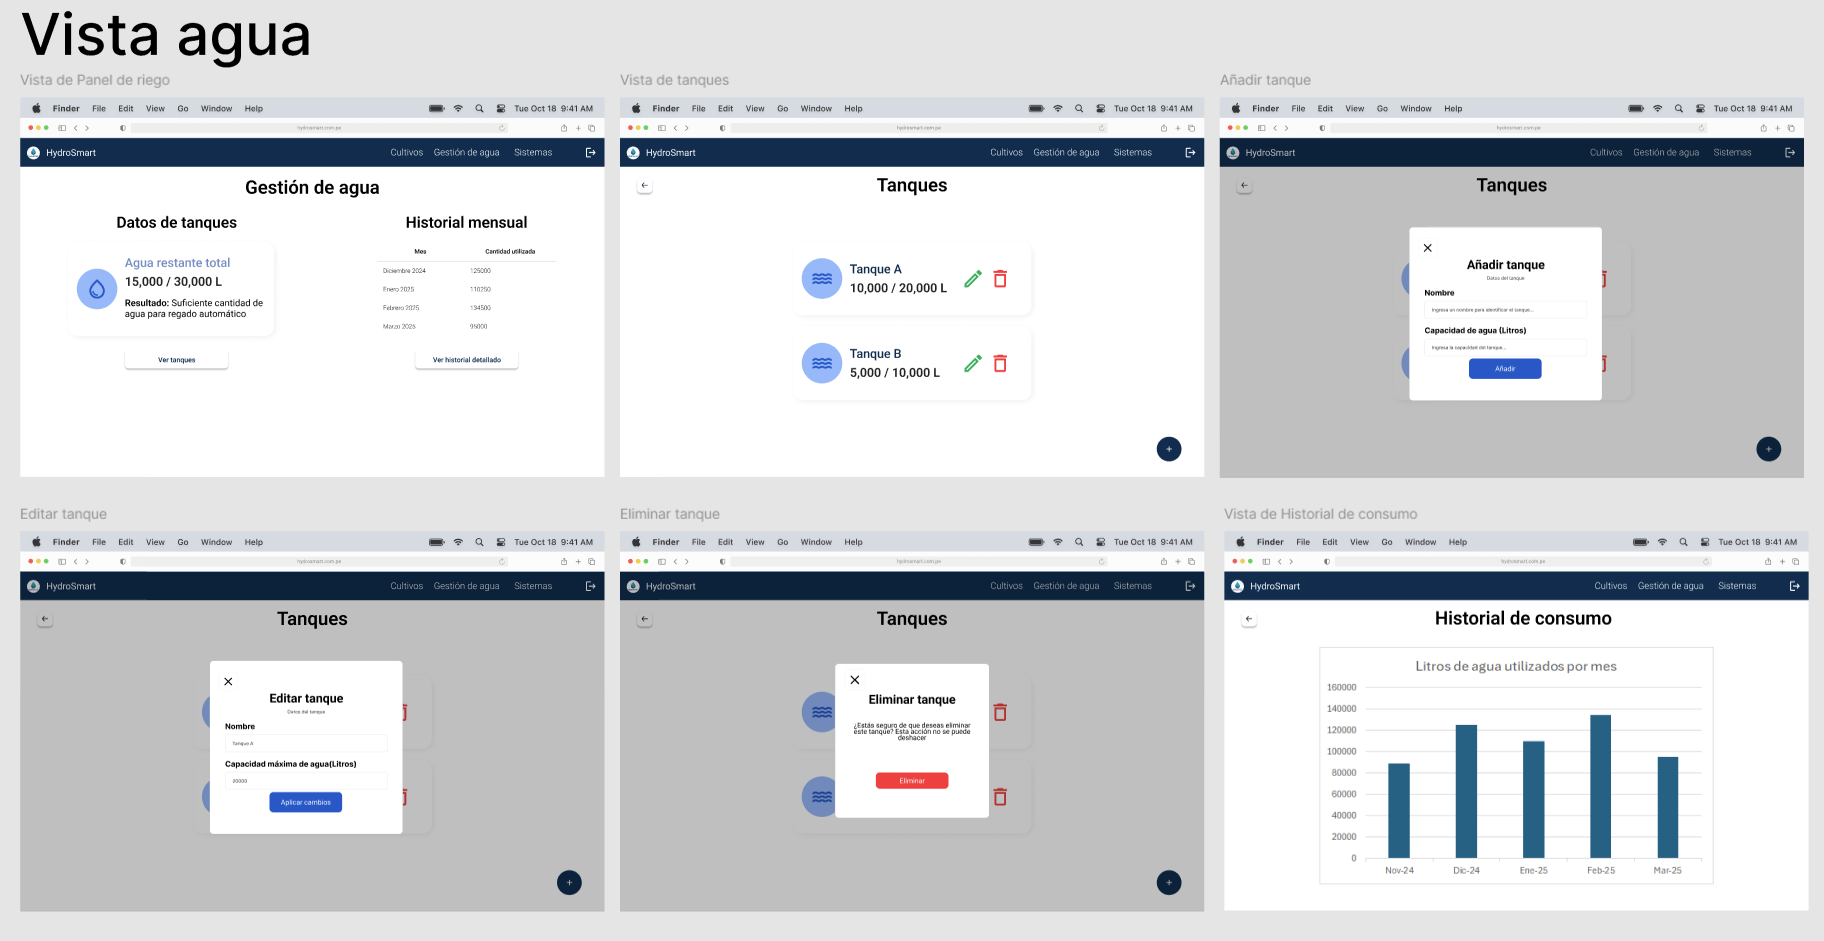 Vista agua
Vista de Panel de riego
Finder File Edit View Go Window Help Tue Oct 18 9:41 AM
hydrosmart.com.pe
HydroSmart Cultivos Gestión de agua Sistemas
Gestión de agua
Datos de tanques
Agua restante total
15,000 / 30,000 L
Resultado: Suficiente cantidad de
agua para regado automático
Ver tanques
Historial mensual
Mes Cantidad utilizada
Diciembre 2024 125000
Enero 2025 110250
Febrero 2025 134500
Marzo 2025 95000
Ver historial detallado
Vista de tanques
Finder File Edit View Go Window Help Tue Oct 18 9:41 AM
hydrosmart.com.pe
HydroSmart Cultivos Gestión de agua Sistemas
Tanques
Tanque A
10,000 / 20,000 L
Tanque B
5,000 / 10,000 L
+
Añadir tanque
Finder File Edit View Go Window Help Tue Oct 18 9:41 AM
hydrosmart.com.pe
HydroSmart Cultivos Gestión de agua Sistemas
Tanques
Añadir tanque
Datos del tanque
Nombre
Ingresa un nombre para identificar el tanque...
Capacidad de agua (Litros)
Ingresa la capacidad del tanque...
Añadir
+
Editar tanque
Finder File Edit View Go Window Help Tue Oct 18 9:41 AM
hydrosmart.com.pe
HydroSmart Cultivos Gestión de agua Sistemas
Tanques
Editar tanque
Datos del tanque
Nombre
Tanque A
Capacidad máxima de agua(Litros)
20000
Aplicar cambios
+
Eliminar tanque
Finder File Edit View Go Window Help Tue Oct 18 9:41 AM
hydrosmart.com.pe
HydroSmart Cultivos Gestión de agua Sistemas
Tanques
Eliminar tanque
¿Estás seguro de que deseas eliminar
este tanque? Esta acción no se puede
deshacer
Eliminar
+
Vista de Historial de consumo
Finder File Edit View Go Window Help Tue Oct 18 9:41 AM
hydrosmart.com.pe
HydroSmart Cultivos Gestión de agua Sistemas
Historial de consumo
Litros de agua utilizados por mes
160000
140000
120000
100000
80000
60000
40000
20000
0
Nov-24 Dic-24 Ene-25 Feb-25 Mar-25